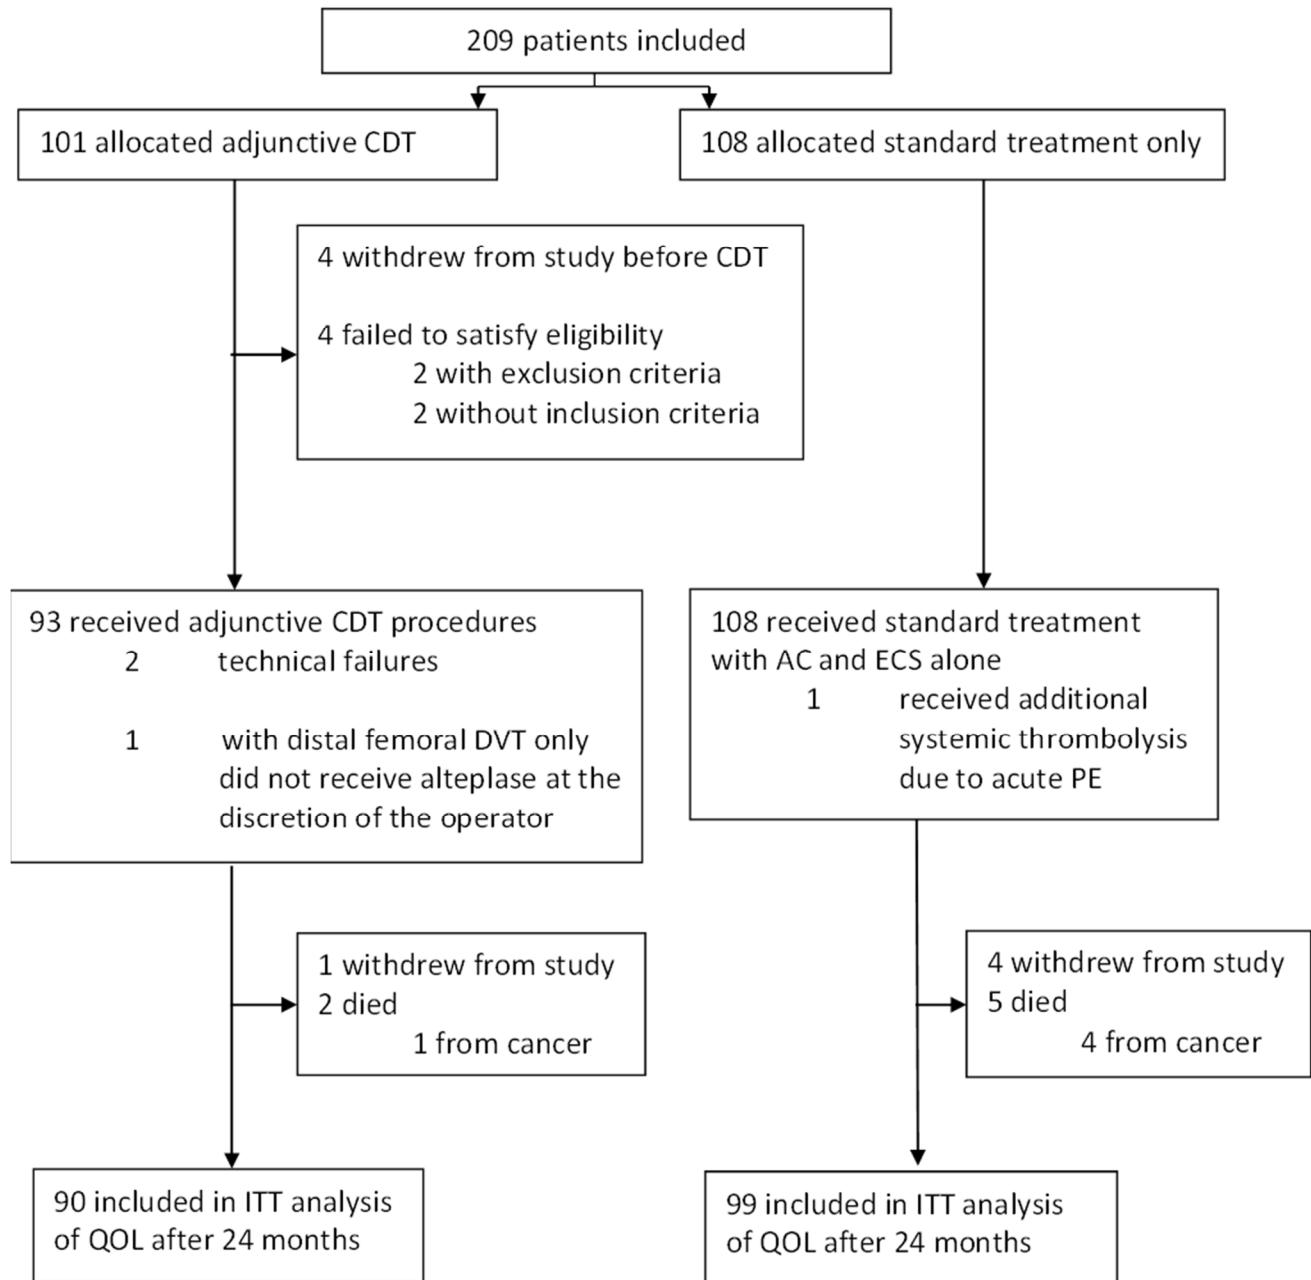 209 patients included
101 allocated adjunctive CDT
108 allocated standard treatment only
4 withdrew from study before CDT
4 failed to satisfy eligibility
2 with exclusion criteria
2 without inclusion criteria
93 received adjunctive CDT procedures
2 technical failures
1 with distal femoral DVT only
did not receive alteplase at the
discretion of the operator
108 received standard treatment
with AC and ECS alone
1 received additional
systemic thrombolysis
due to acute PE
1 withdrew from study
2 died
1 from cancer
4 withdrew from study
5 died
4 from cancer
90 included in ITT analysis
of QOL after 24 months
99 included in ITT analysis
of QOL after 24 months